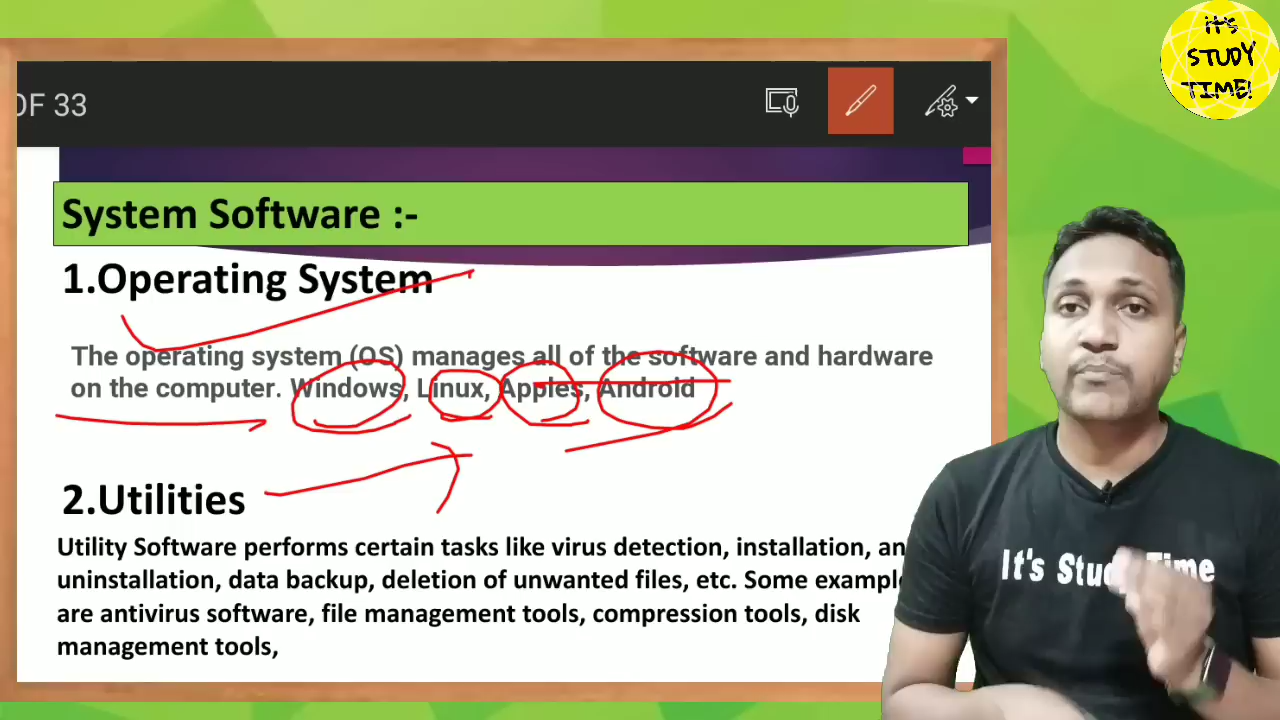 It's
STUDY
TIME!
OF 33
System Software :-
1.Operating System
The operating system (OS) manages all of the software and hardware
on the computer. Windows, Linux, Apples, Android
2.Utilities
Utility Software performs certain tasks like virus detection, installation, an
uninstallation, data backup, deletion of unwanted files, etc. Some exampl
are antivirus software, file management tools, compression tools, disk
management tools,
It's Study Time